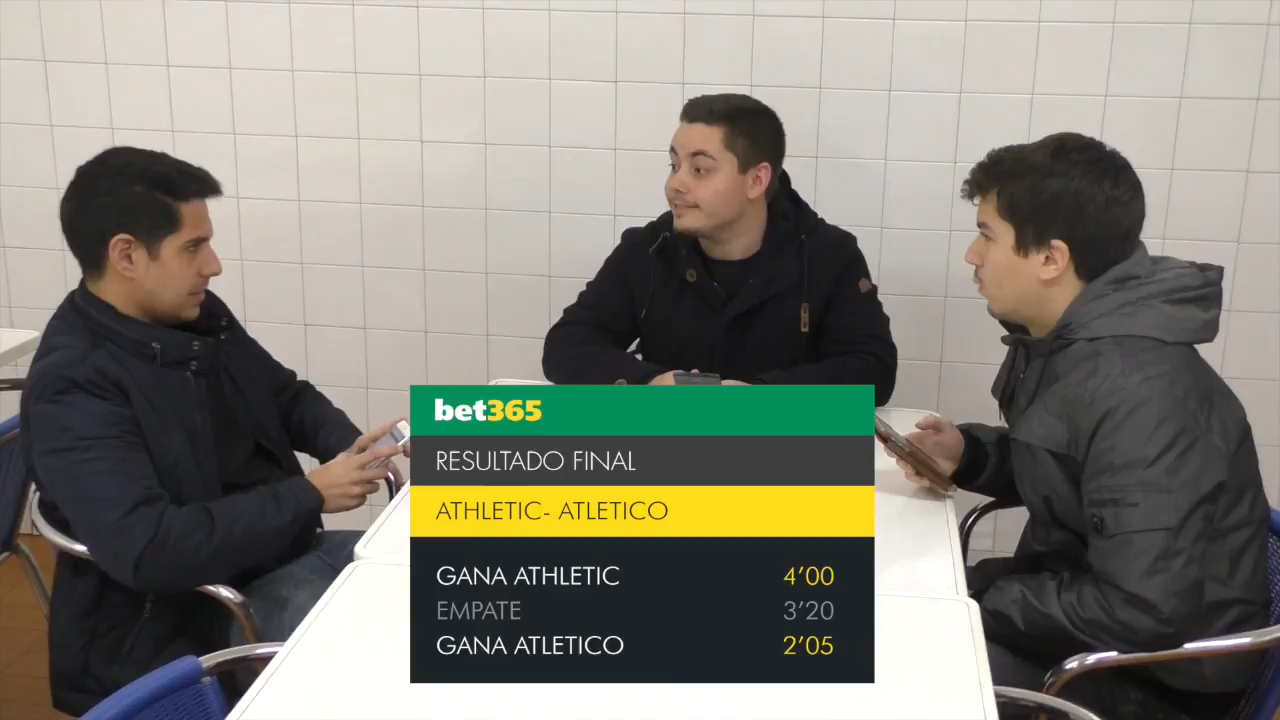 bet365
RESULTADO FINAL
ATHLETIC- ATLETICO
GANA ATHLETIC 4’00
EMPATE 3’20
GANA ATLETICO 2’05